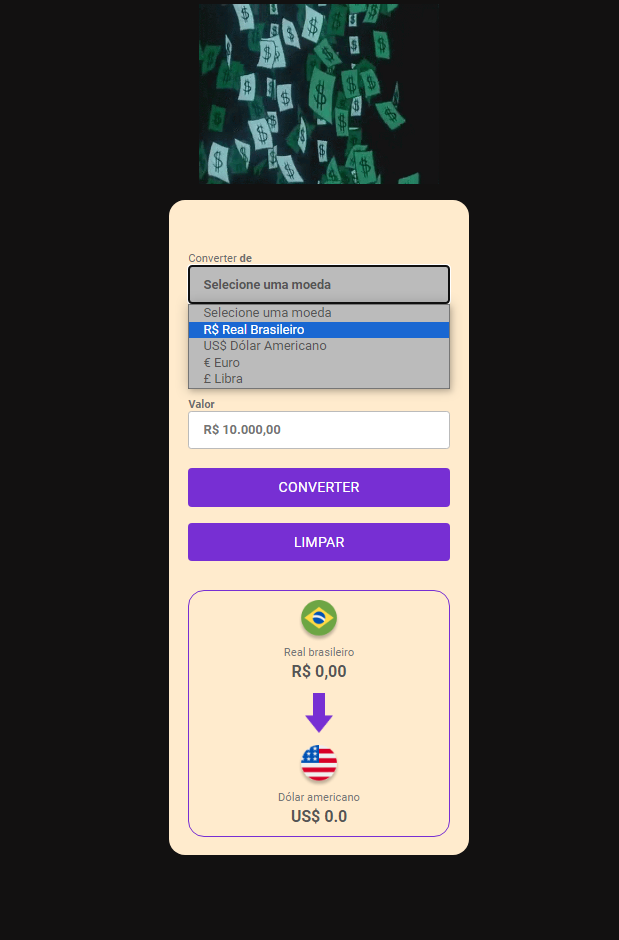 Converter de
Selecione uma moeda
Selecione uma moeda
R$ Real Brasileiro
US$ Dólar Americano
€ Euro
£ Libra
Valor
R$ 10.000,00
CONVERTER
LIMPAR
Real brasileiro
R$ 0,00
Dólar americano
US$ 0.0